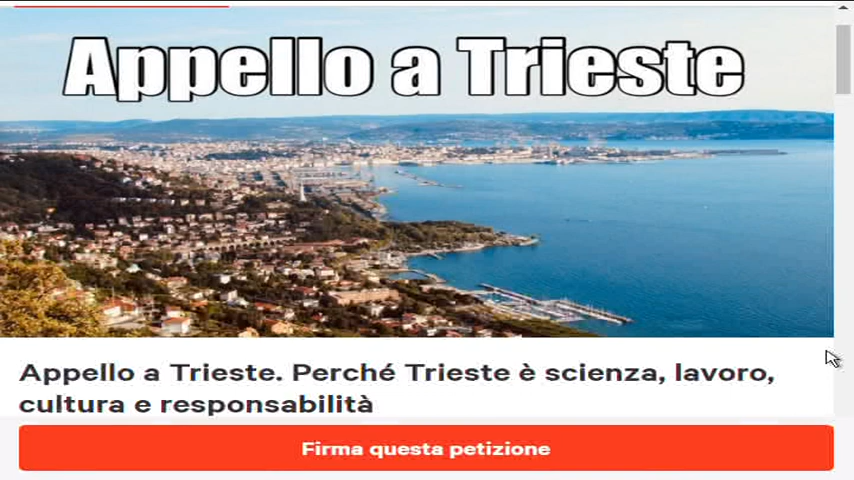 Appello a Trieste
Appello a Trieste. Perché Trieste è scienza, lavoro,
cultura e responsabilità
Firma questa petizione